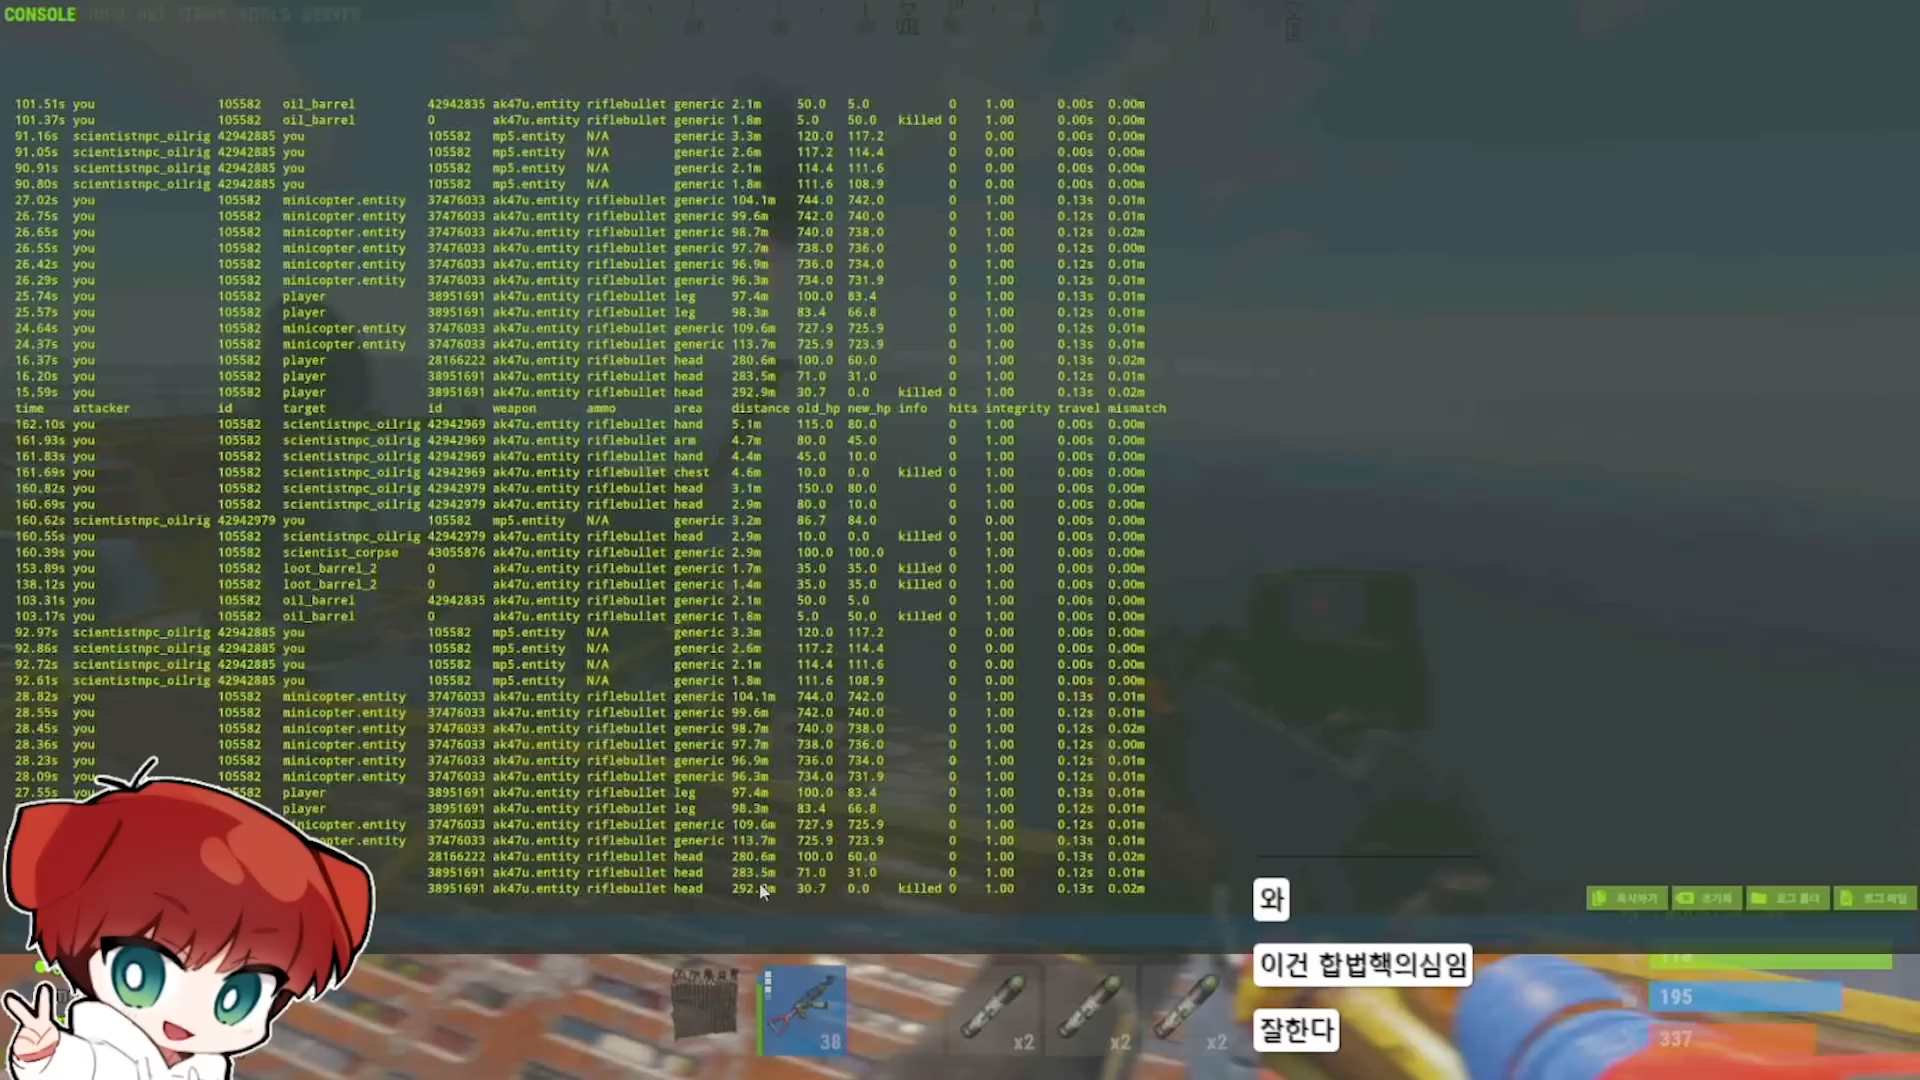 CONSOLE TOOLS SERVER
101.51s you 105582 oil_barrel 42942835 ak47u.entity riflebullet generic 2.1m 50.0 5.0 0 1.00 0.00s 0.00m
101.37s you 105582 oil_barrel 0 ak47u.entity riflebullet generic 1.8m 5.0 50.0 killed 0 1.00 0.00s 0.00m
91.16s scientistnpc_oilrig 42942885 you 105582 mp5.entity N/A generic 3.3m 120.0 117.2 0 0.00 0.00s 0.00m
91.05s scientistnpc_oilrig 42942885 you 105582 mp5.entity N/A generic 2.6m 117.2 114.4 0 0.00 0.00s 0.00m
90.91s scientistnpc_oilrig 42942885 you 105582 mp5.entity N/A generic 2.1m 114.4 111.6 0 0.00 0.00s 0.00m
90.80s scientistnpc_oilrig 42942885 you 105582 mp5.entity N/A generic 1.8m 111.6 108.9 0 0.00 0.00s 0.00m
27.02s you 105582 minicopter.entity 37476033 ak47u.entity riflebullet generic 104.1m 744.0 742.0 0 1.00 0.13s 0.01m
26.75s you 105582 minicopter.entity 37476033 ak47u.entity riflebullet generic 99.6m 742.0 740.0 0 1.00 0.12s 0.01m
26.65s you 105582 minicopter.entity 37476033 ak47u.entity riflebullet generic 98.7m 740.0 738.0 0 1.00 0.12s 0.02m
26.55s you 105582 minicopter.entity 37476033 ak47u.entity riflebullet generic 97.7m 738.0 736.0 0 1.00 0.12s 0.00m
26.42s you 105582 minicopter.entity 37476033 ak47u.entity riflebullet generic 96.9m 736.0 734.0 0 1.00 0.12s 0.01m
26.29s you 105582 minicopter.entity 37476033 ak47u.entity riflebullet generic 96.3m 734.0 731.9 0 1.00 0.12s 0.01m
25.74s you 105582 player 38951691 ak47u.entity riflebullet leg 97.4m 100.0 83.4 0 1.00 0.13s 0.01m
25.57s you 105582 player 38951691 ak47u.entity riflebullet leg 98.3m 83.4 66.8 0 1.00 0.12s 0.01m
24.64s you 105582 minicopter.entity 37476033 ak47u.entity riflebullet generic 109.6m 727.9 725.9 0 1.00 0.12s 0.01m
24.37s you 105582 minicopter.entity 37476033 ak47u.entity riflebullet generic 113.7m 725.9 723.9 0 1.00 0.13s 0.01m
16.37s you 105582 player 28166222 ak47u.entity riflebullet head 280.6m 100.0 60.0 0 1.00 0.13s 0.02m
16.20s you 105582 player 38951691 ak47u.entity riflebullet head 283.5m 71.0 31.0 0 1.00 0.12s 0.01m
15.59s you 105582 player 38951691 ak47u.entity riflebullet head 292.9m 30.7 0.0 killed 0 1.00 0.13s 0.02m
time attacker id target id weapon ammo area distance old_hp new_hp info hits integrity travel mismatch
162.10s you 105582 scientistnpc_oilrig 42942969 ak47u.entity riflebullet hand 5.1m 115.0 80.0 0 1.00 0.00s 0.00m
161.93s you 105582 scientistnpc_oilrig 42942969 ak47u.entity riflebullet arm 4.7m 80.0 45.0 0 1.00 0.00s 0.00m
161.83s you 105582 scientistnpc_oilrig 42942969 ak47u.entity riflebullet hand 4.4m 45.0 10.0 0 1.00 0.00s 0.00m
161.69s you 105582 scientistnpc_oilrig 42942969 ak47u.entity riflebullet chest 4.6m 10.0 0.0 killed 0 1.00 0.00s 0.00m
160.82s you 105582 scientistnpc_oilrig 42942979 ak47u.entity riflebullet head 3.1m 150.0 80.0 0 1.00 0.00s 0.00m
160.69s you 105582 scientistnpc_oilrig 42942979 ak47u.entity riflebullet head 2.9m 80.0 10.0 0 1.00 0.00s 0.00m
160.62s scientistnpc_oilrig 42942979 you 105582 mp5.entity N/A generic 3.2m 86.7 84.0 0 0.00 0.00s 0.00m
160.55s you 105582 scientistnpc_oilrig 42942979 ak47u.entity riflebullet head 2.9m 10.0 0.0 killed 0 1.00 0.00s 0.00m
160.39s you 105582 scientist_corpse 43055876 ak47u.entity riflebullet generic 2.9m 100.0 100.0 0 1.00 0.00s 0.00m
153.89s you 105582 loot_barrel_2 0 ak47u.entity riflebullet generic 1.7m 35.0 35.0 killed 0 1.00 0.00s 0.00m
138.12s you 105582 loot_barrel_2 0 ak47u.entity riflebullet generic 1.4m 35.0 35.0 killed 0 1.00 0.00s 0.00m
103.31s you 105582 oil_barrel 42942835 ak47u.entity riflebullet generic 2.1m 50.0 5.0 0 1.00 0.00s 0.00m
103.17s you 105582 oil_barrel 0 ak47u.entity riflebullet generic 1.8m 5.0 50.0 killed 0 1.00 0.00s 0.00m
92.97s scientistnpc_oilrig 42942885 you 105582 mp5.entity N/A generic 3.3m 120.0 117.2 0 0.00 0.00s 0.00m
92.86s scientistnpc_oilrig 42942885 you 105582 mp5.entity N/A generic 2.6m 117.2 114.4 0 0.00 0.00s 0.00m
92.72s scientistnpc_oilrig 42942885 you 105582 mp5.entity N/A generic 2.1m 114.4 111.6 0 0.00 0.00s 0.00m
92.61s scientistnpc_oilrig 42942885 you 105582 mp5.entity N/A generic 1.8m 111.6 108.9 0 0.00 0.00s 0.00m
28.82s you 105582 minicopter.entity 37476033 ak47u.entity riflebullet generic 104.1m 744.0 742.0 0 1.00 0.13s 0.01m
28.55s you 105582 minicopter.entity 37476033 ak47u.entity riflebullet generic 99.6m 742.0 740.0 0 1.00 0.12s 0.01m
28.45s you 105582 minicopter.entity 37476033 ak47u.entity riflebullet generic 98.7m 740.0 738.0 0 1.00 0.12s 0.02m
28.36s you 105582 minicopter.entity 37476033 ak47u.entity riflebullet generic 97.7m 738.0 736.0 0 1.00 0.12s 0.00m
28.23s you 105582 minicopter.entity 37476033 ak47u.entity riflebullet generic 96.9m 736.0 734.0 0 1.00 0.12s 0.01m
28.09s you 105582 minicopter.entity 37476033 ak47u.entity riflebullet generic 96.3m 734.0 731.9 0 1.00 0.12s 0.01m
27.55s you player 38951691 ak47u.entity riflebullet leg 97.4m 100.0 83.4 0 1.00 0.13s 0.01m
player 38951691 ak47u.entity riflebullet leg 98.3m 83.4 66.8 0 1.00 0.12s 0.01m
inicopter.entity 37476033 ak47u.entity riflebullet generic 109.6m 727.9 725.9 0 1.00 0.12s 0.01m
opter.entity 37476033 ak47u.entity riflebullet generic 113.7m 725.9 723.9 0 1.00 0.13s 0.01m
28166222 ak47u.entity riflebullet head 280.6m 100.0 60.0 0 1.00 0.13s 0.02m
38951691 ak47u.entity riflebullet head 283.5m 71.0 31.0 0 1.00 0.12s 0.01m
38951691 ak47u.entity riflebullet head 30.7 0.0 killed 0 1.00 0.13s 0.02m
와
이건 합법핵의심임
잘한다
195
337
38
x2
x2
x2